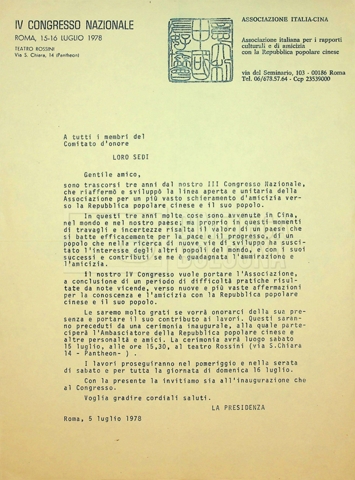 IV CONGRESSO NAZIONALE
ROMA, 15-16 LUGLIO 1978
TEATRO ROSSINI
Via S. Chiara, 14 (Pantheon)
ASSOCIAZIONE ITALIA-CINA
Associazione italiana per i rapporti
culturali e di amicizia
con la Repubblica popolare cinese
via del Seminario, 103 - 00186 Roma
Tel. 06/678.57.64 - Ccp 23539000
A tutti i membri del
Comitato d'onore
LORO SEDI
Gentile amico,
sono trascorsi tre anni dal nostro III Congresso Nazionale,
che riaffermò e sviluppò la linea aperta e unitaria della
Associazione per un più vasto schieramento d'amicizia ver-
so la Repubblica Popolare cinese e il suo popolo.
In questi tre anni molte cose sono avvenute in Cina,
nel mondo e nel nostro paese; ma proprio in questi momenti
di travagli e incertezze risalta il valore di un paese che
si batte efficacemente per la pace e il progresso, di un
popolo che nella ricerca di nuove vie di sviluppo ha susci-
tato l'interesse degli altri popoli del mondo, e con i suoi
successi e contributi se ne è guadagnata l'ammirazione e
l'amicizia.
Il nostro IV Congresso vuole portare l'Associazione,
a conclusione di un periodo di difficoltà pratiche risul-
tate da note vicende, verso nuove e più vaste affermazioni
per la conoscenza e l'amicizia con la Repubblica popolare
cinese e il suo popolo.
Le saremo molto grati se vorrà onorarci della sua pre-
senza e portare il suo contributo ai lavori. Questi saran-
no preceduti da una cerimonia inaugurale, alla quale parte-
ciperà l'Ambasciatore della Repubblica popolare cinese e
altre personalità e amici. La cerimonia avrà luogo sabato
15 luglio, alle ore 15,30, al teatro Rossini (via S.Chiara
14 - Pantheon- ) .
I lavori proseguiranno nel pomeriggio e nella serata
di sabato e per tutta la giornata di domenica 16 luglio.
Con la presente la invitiamo sia all'inaugurazione che
al Congresso.
Voglia gradire cordiali saluti.
LA PRESIDENZA
Roma, 5 luglio 1978